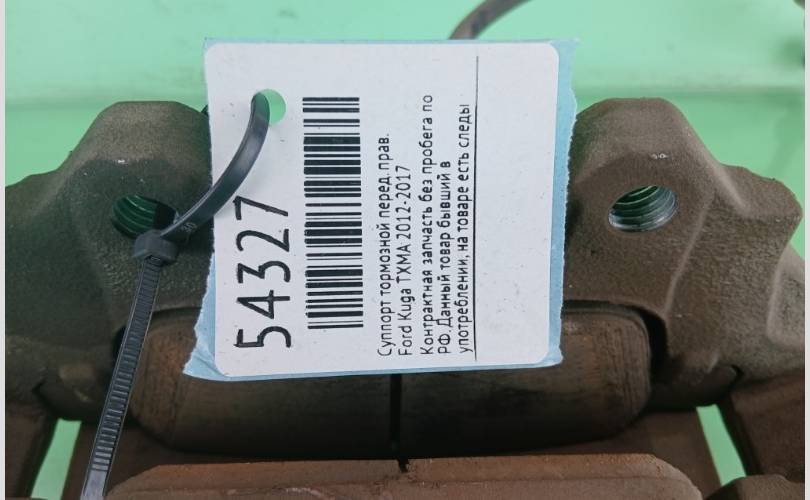 54327
Суппорт тормозной перед. прав.
Ford Kuga TXMA 2012-2017
Контрактная запчасть без пробега по
РФ.Данный товар бывший в
употреблении, на товаре есть следы